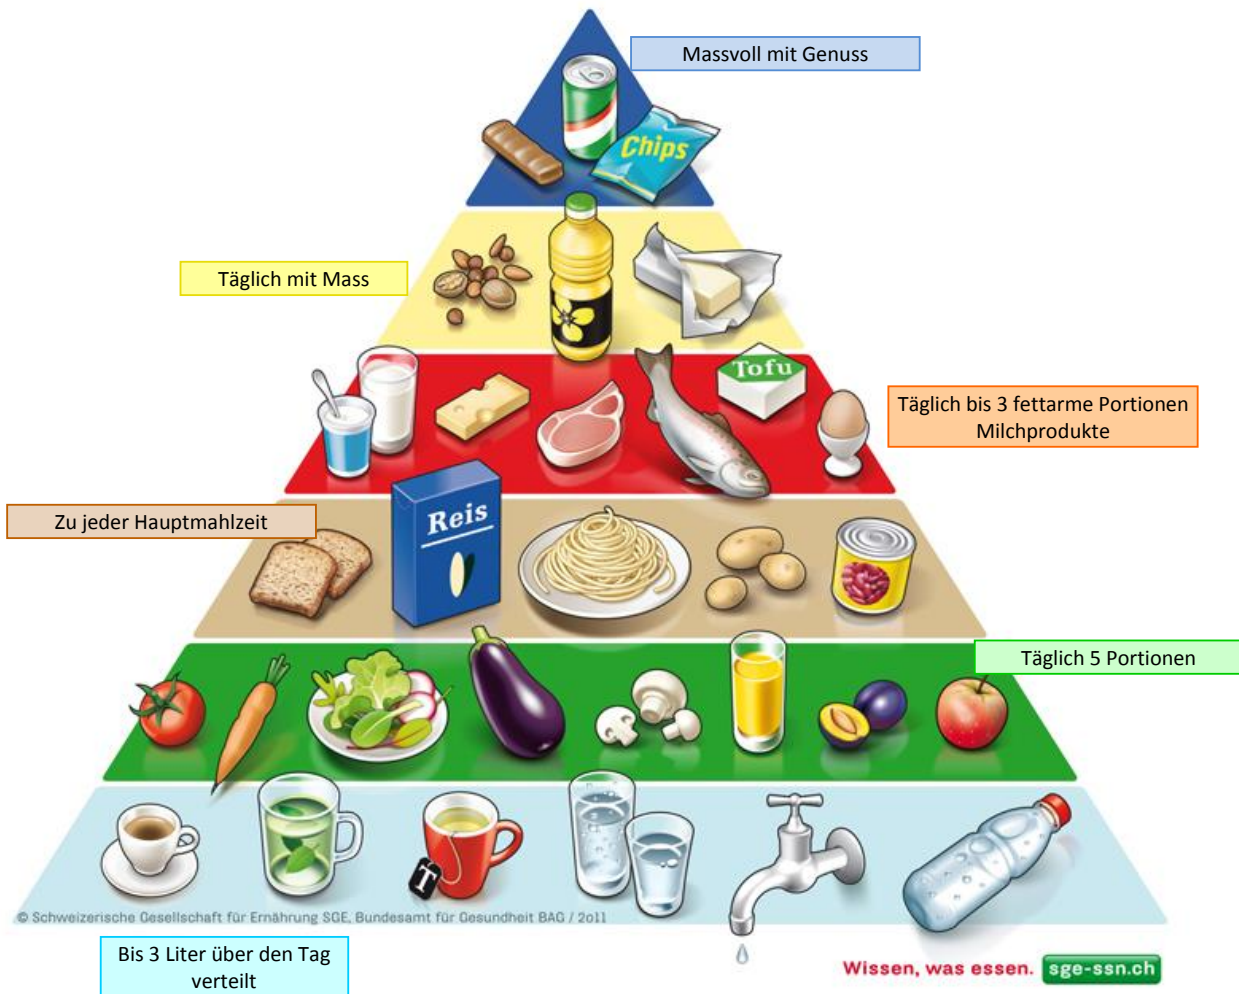 Massvoll mit Genuss
Chips
Täglich mit Mass
Tofu
Täglich bis 3 fettarme Portionen
Milchprodukte
Zu jeder Hauptmahlzeit
Reis
Täglich 5 Portionen
T
© Schweizerische Gesellschaft für Ernährung SGE, Bundesamt für Gesundheit BAG / 2011
Bis 3 Liter über den Tag
verteilt
Wissen, was essen. sge-ssn.ch